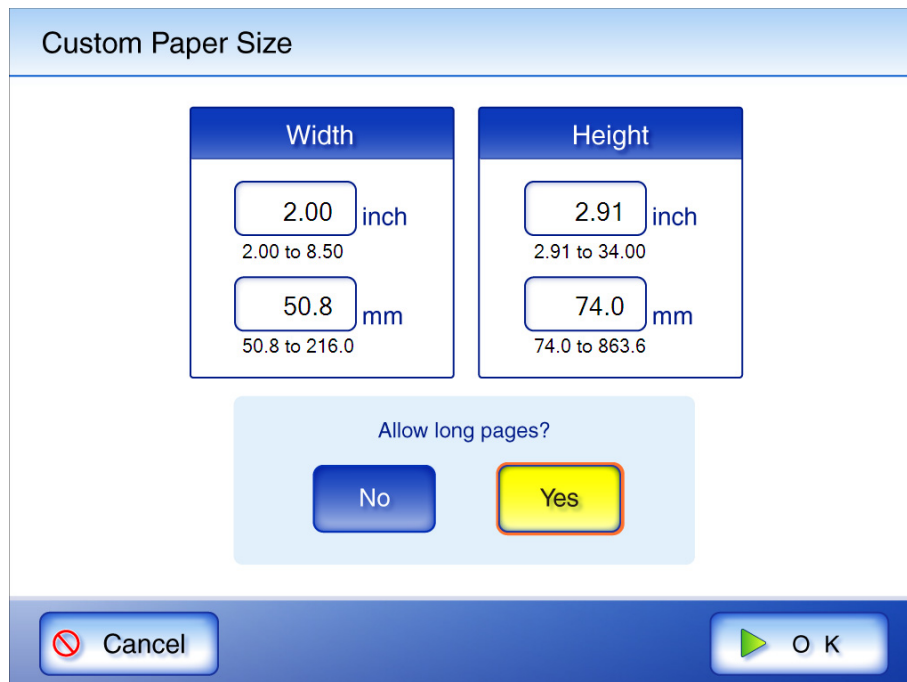 Custom Paper Size
Width
2.00 inch
2.00 to 8.50
50.8 mm
50.8 to 216.0
Height
2.91 inch
2.91 to 34.00
74.0 mm
74.0 to 863.6
Allow long pages?
No
Yes
Cancel
O K